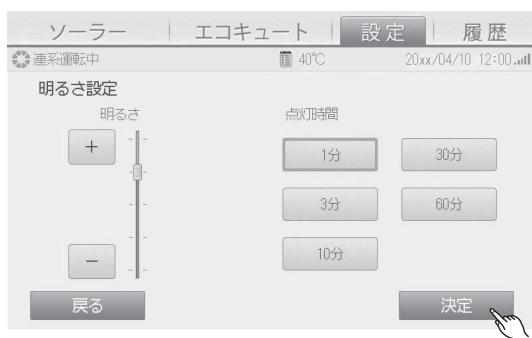 ソーラー エコキュート 設定 履歴
連系運転中 40℃ 20xx/04/10 12:00
明るさ設定
明るさ 点灯時間
+ 1分 30分
3分 60分
− 10分
戻る 決定